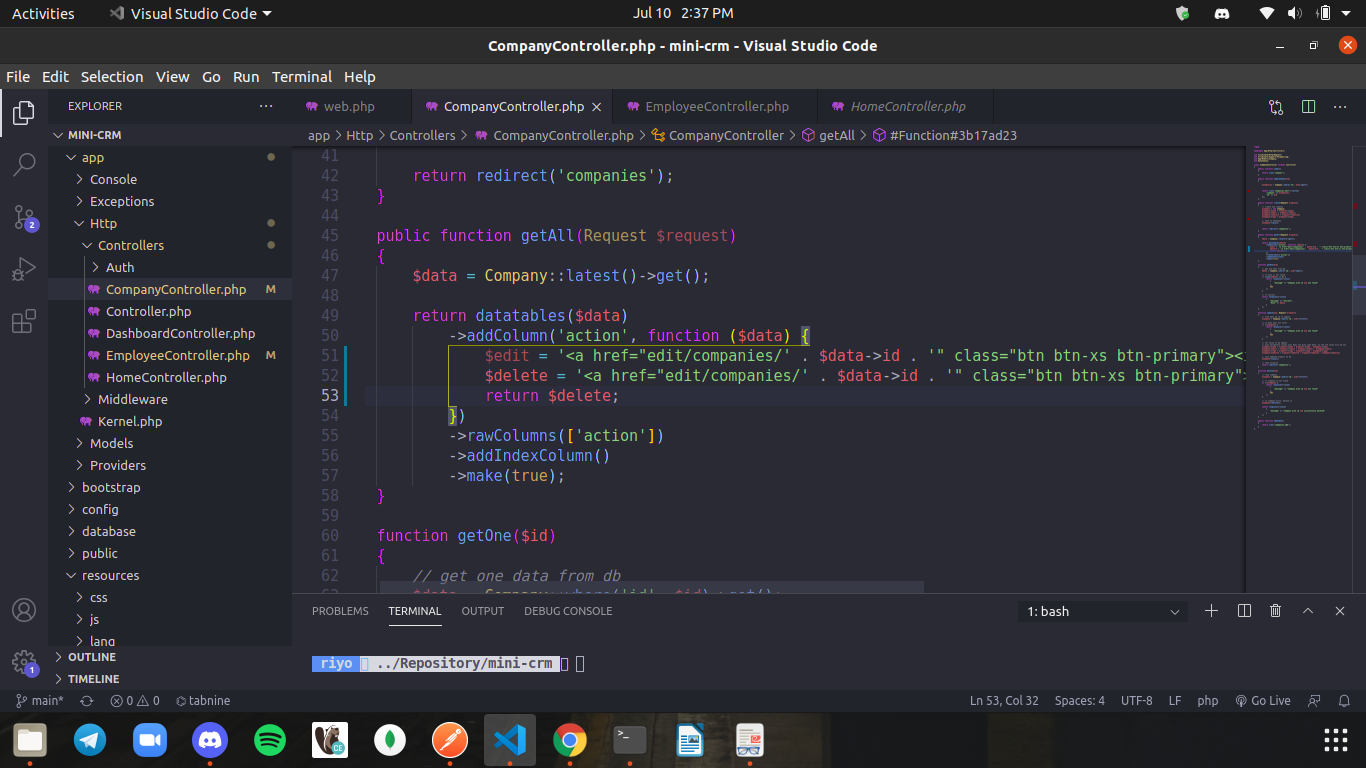 Activities Visual Studio Code Jul 10 2:37 PM
CompanyController.php - mini-crm - Visual Studio Code
File Edit Selection View Go Run Terminal Help
EXPLORER
MINI-CRM
app
Console
Exceptions
Http
Controllers
Auth
CompanyController.php M
Controller.php
DashboardController.php
EmployeeController.php M
HomeController.php
Middleware
Kernel.php
Models
Providers
bootstrap
config
database
public
resources
css
js
lang
OUTLINE
TIMELINE
2
1
web.php CompanyController.php EmployeeController.php HomeController.php
app > Http > Controllers > CompanyController.php > CompanyController > getAll > #Function#3b17ad23
41
42 return redirect('companies');
43 }
44
45 public function getAll(Request $request)
46 {
47 $data = Company::latest()->get();
48
49 return datatables($data)
50 ->addColumn('action', function ($data) {
51 $edit = '<a href="edit/companies/' . $data->id . '" class="btn btn-xs btn-primary"><
52 $delete = '<a href="edit/companies/' . $data->id . '" class="btn btn-xs btn-primary"
53 return $delete;
54 })
55 ->rawColumns(['action'])
56 ->addIndexColumn()
57 ->make(true);
58 }
59
60 function getOne($id)
61 {
62 // get one data from db
PROBLEMS TERMINAL OUTPUT DEBUG CONSOLE 1: bash
riyo ../Repository/mini-crm
main* 0 0 tabnine Ln 53, Col 32 Spaces: 4 UTF-8 LF php Go Live
CE